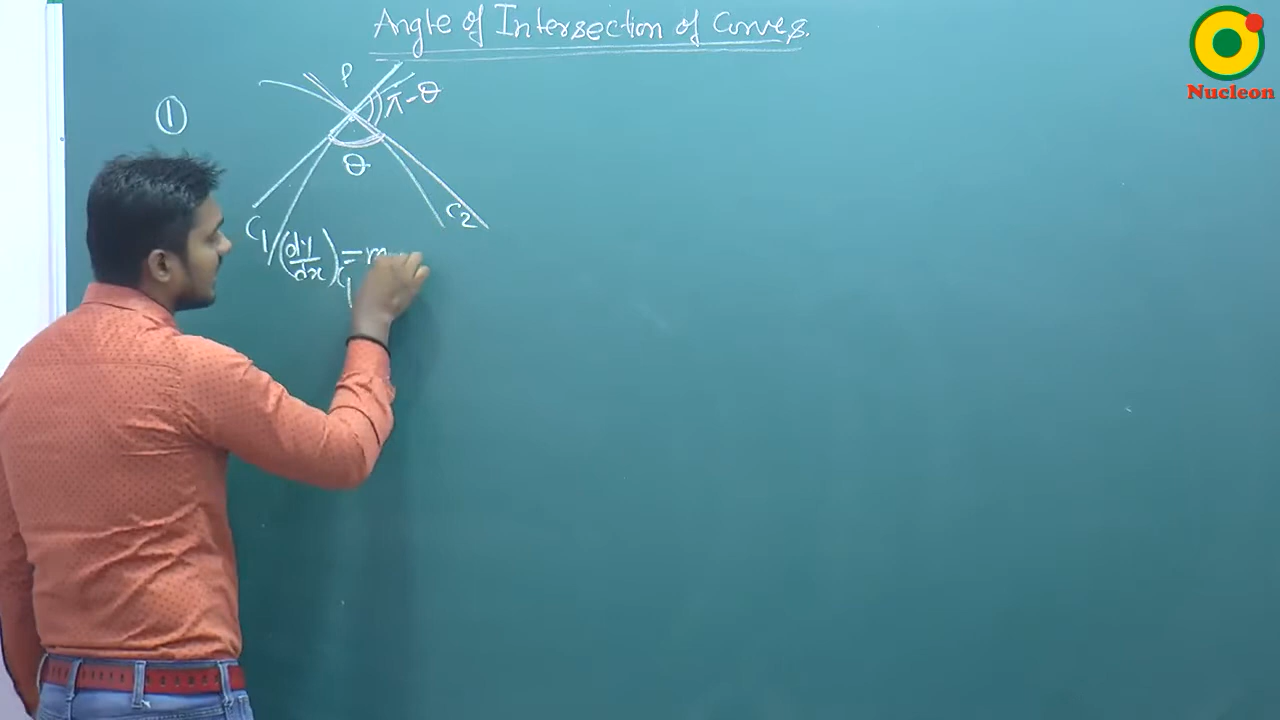 Angle of Intersection of Curves.
Nucleon
①
P
π-θ
θ
C1
C2
(dy/dx)C1 = m